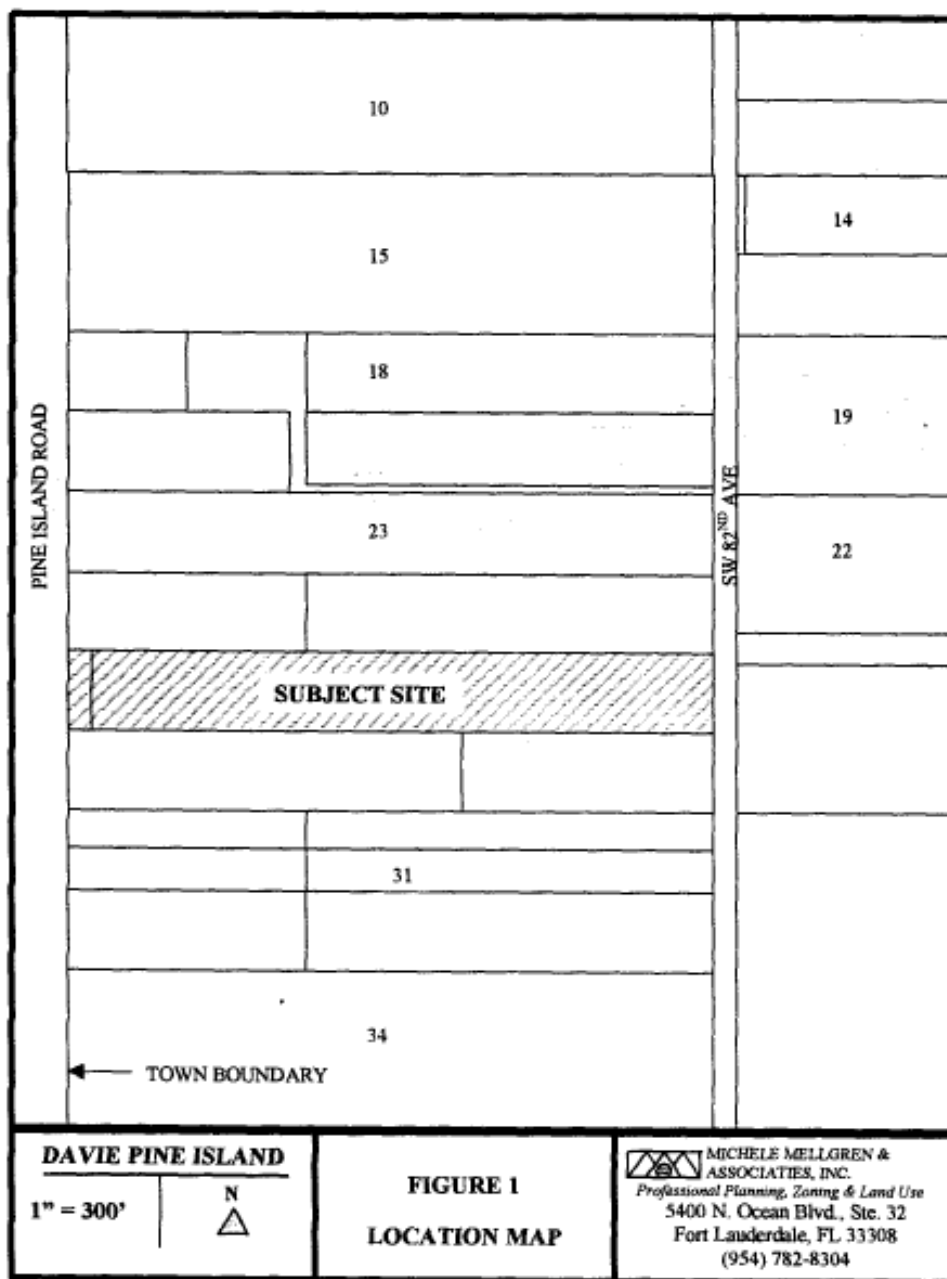 10
14
15
18
19
PINE ISLAND ROAD
SW 82ND AVE
23
22
SUBJECT SITE
31
34
TOWN BOUNDARY
DAVIE PINE ISLAND
1" = 300'
N
FIGURE 1
LOCATION MAP
MICHELE MELLGREN &
ASSOCIATIES, INC.
Professional Planning, Zoning & Land Use
5400 N. Ocean Blvd., Ste. 32
Fort Lauderdale, FL 33308
(954) 782-8304